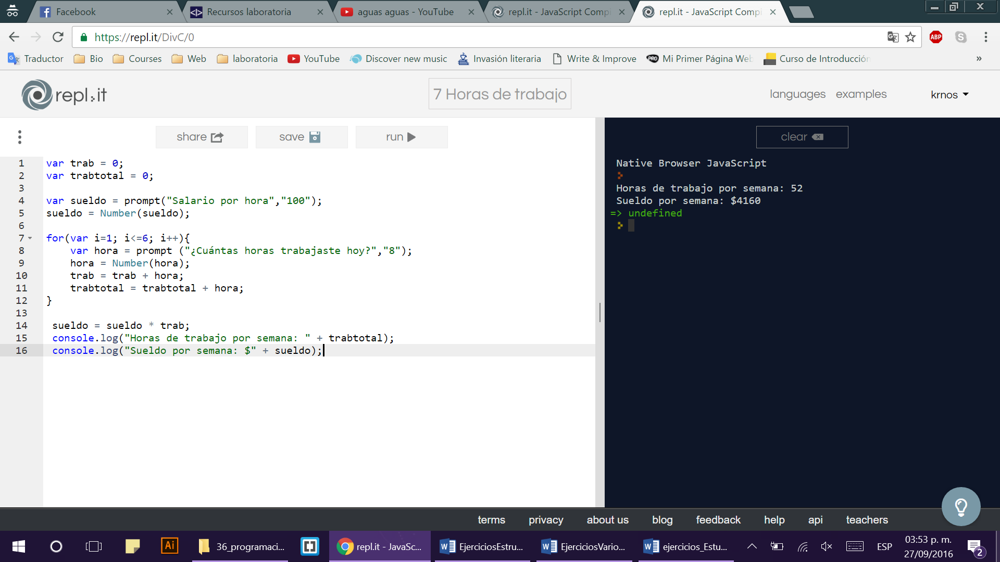 Facebook
Recursos laboratoria
aguas aguas - YouTube
repl.it - JavaScript Compi
repl.it - JavaScript Compi
https://repl.it/DivC/0
ABP
Traductor
Bio
Courses
Web
laboratoria
YouTube
Discover new music
Invasión literaria
Write & Improve
PRO
Mi Primer Página Web
Curso de Introducción
»
repl.it
7 Horas de trabajo
languages
examples
krnos
share
save
run
clear
1 var trab = 0;
2 var trabtotal = 0;
3
4 var sueldo = prompt("Salario por hora","100");
5 sueldo = Number(sueldo);
6
7 for(var i=1; i<=6; i++){
8 var hora = prompt ("¿Cuántas horas trabajaste hoy?","8");
9 hora = Number(hora);
10 trab = trab + hora;
11 trabtotal = trabtotal + hora;
12 }
13
14 sueldo = sueldo * trab;
15 console.log("Horas de trabajo por semana: " + trabtotal);
16 console.log("Sueldo por semana: $" + sueldo);
Native Browser JavaScript
Horas de trabajo por semana: 52
Sueldo por semana: $4160
=> undefined
terms
privacy
about us
blog
feedback
help
api
teachers
Ai
36_programaci...
repl.it - JavaSc...
EjerciciosEstru...
EjerciciosVario...
ejercicios_Estu...
ESP
03:53 p. m.
27/09/2016
2